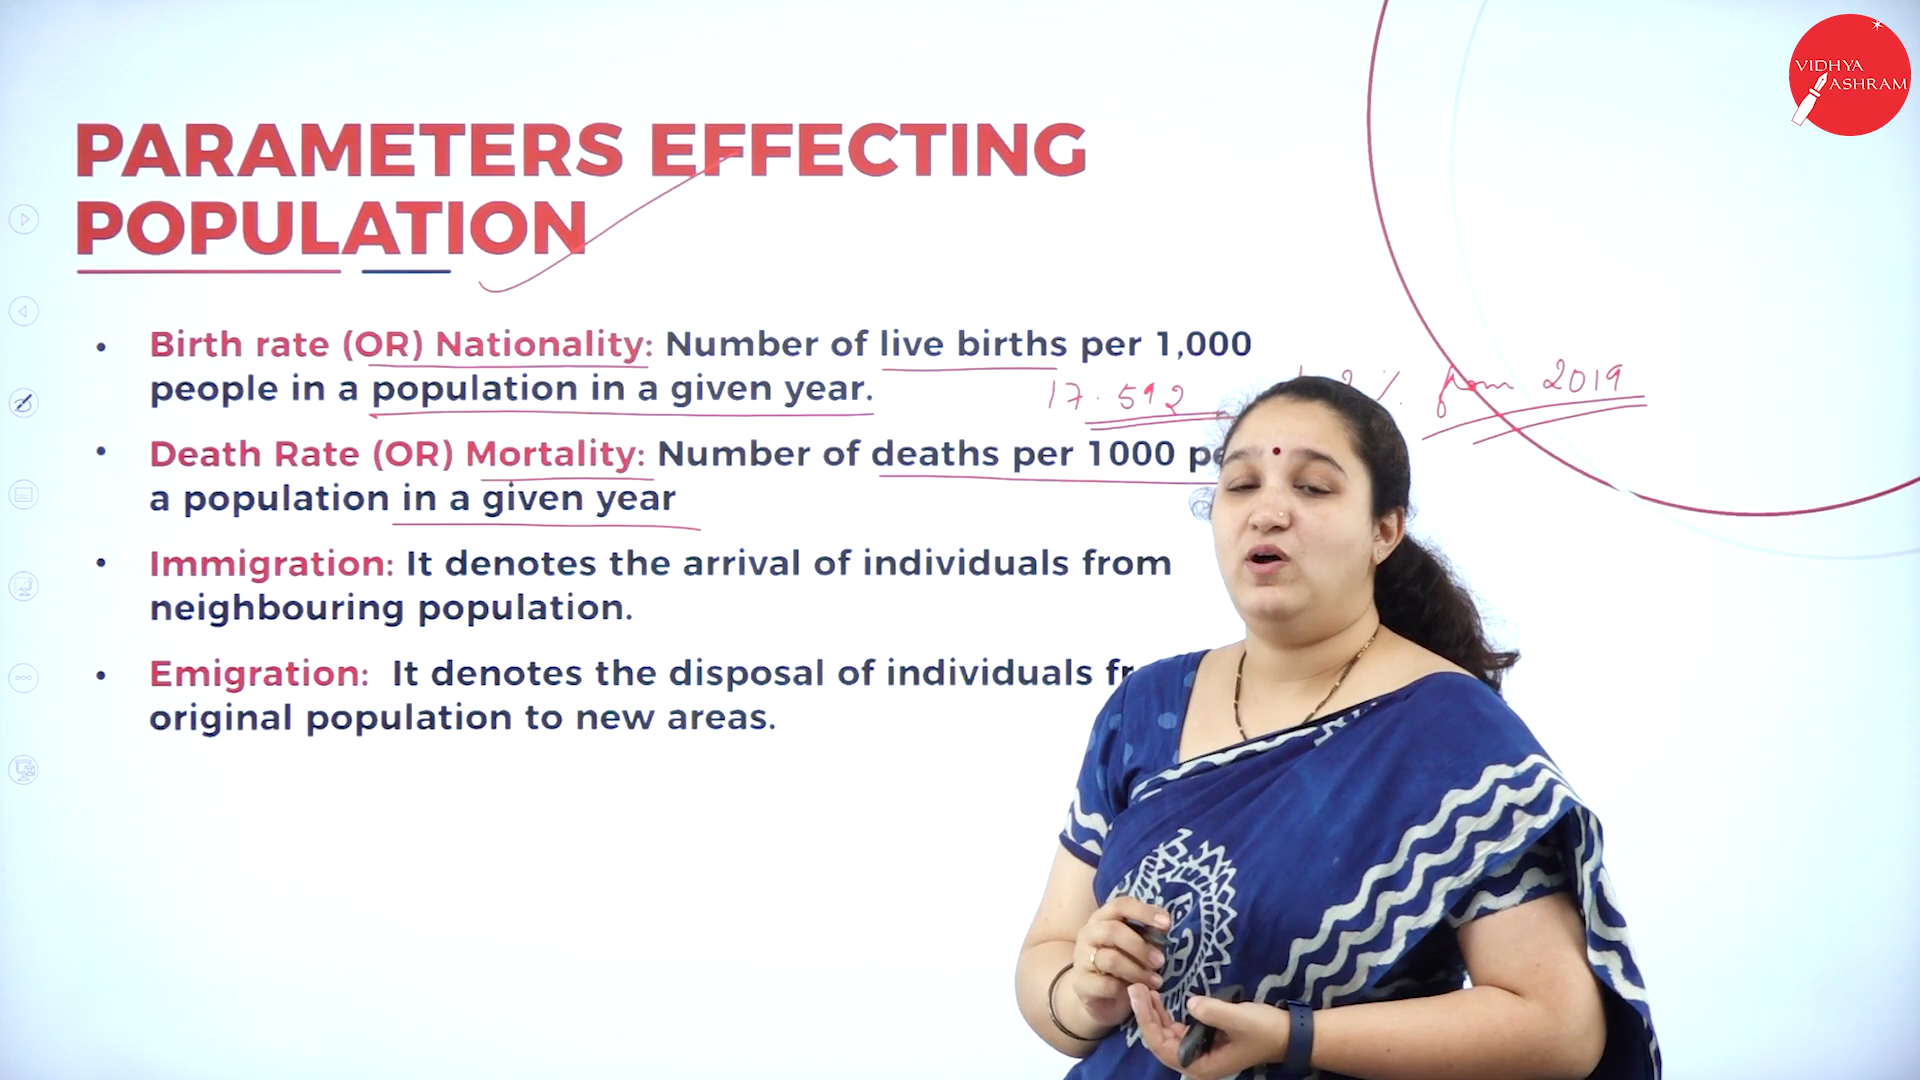 VIDHYA
ASHRAM
PARAMETERS EFFECTING
POPULATION
• Birth rate (OR) Nationality: Number of live births per 1,000
people in a population in a given year.
17.592 % from 2019
• Death Rate (OR) Mortality: Number of deaths per 1000
a population in a given year
• Immigration: It denotes the arrival of individuals from
neighbouring population.
• Emigration: It denotes the disposal of individuals
original population to new areas.